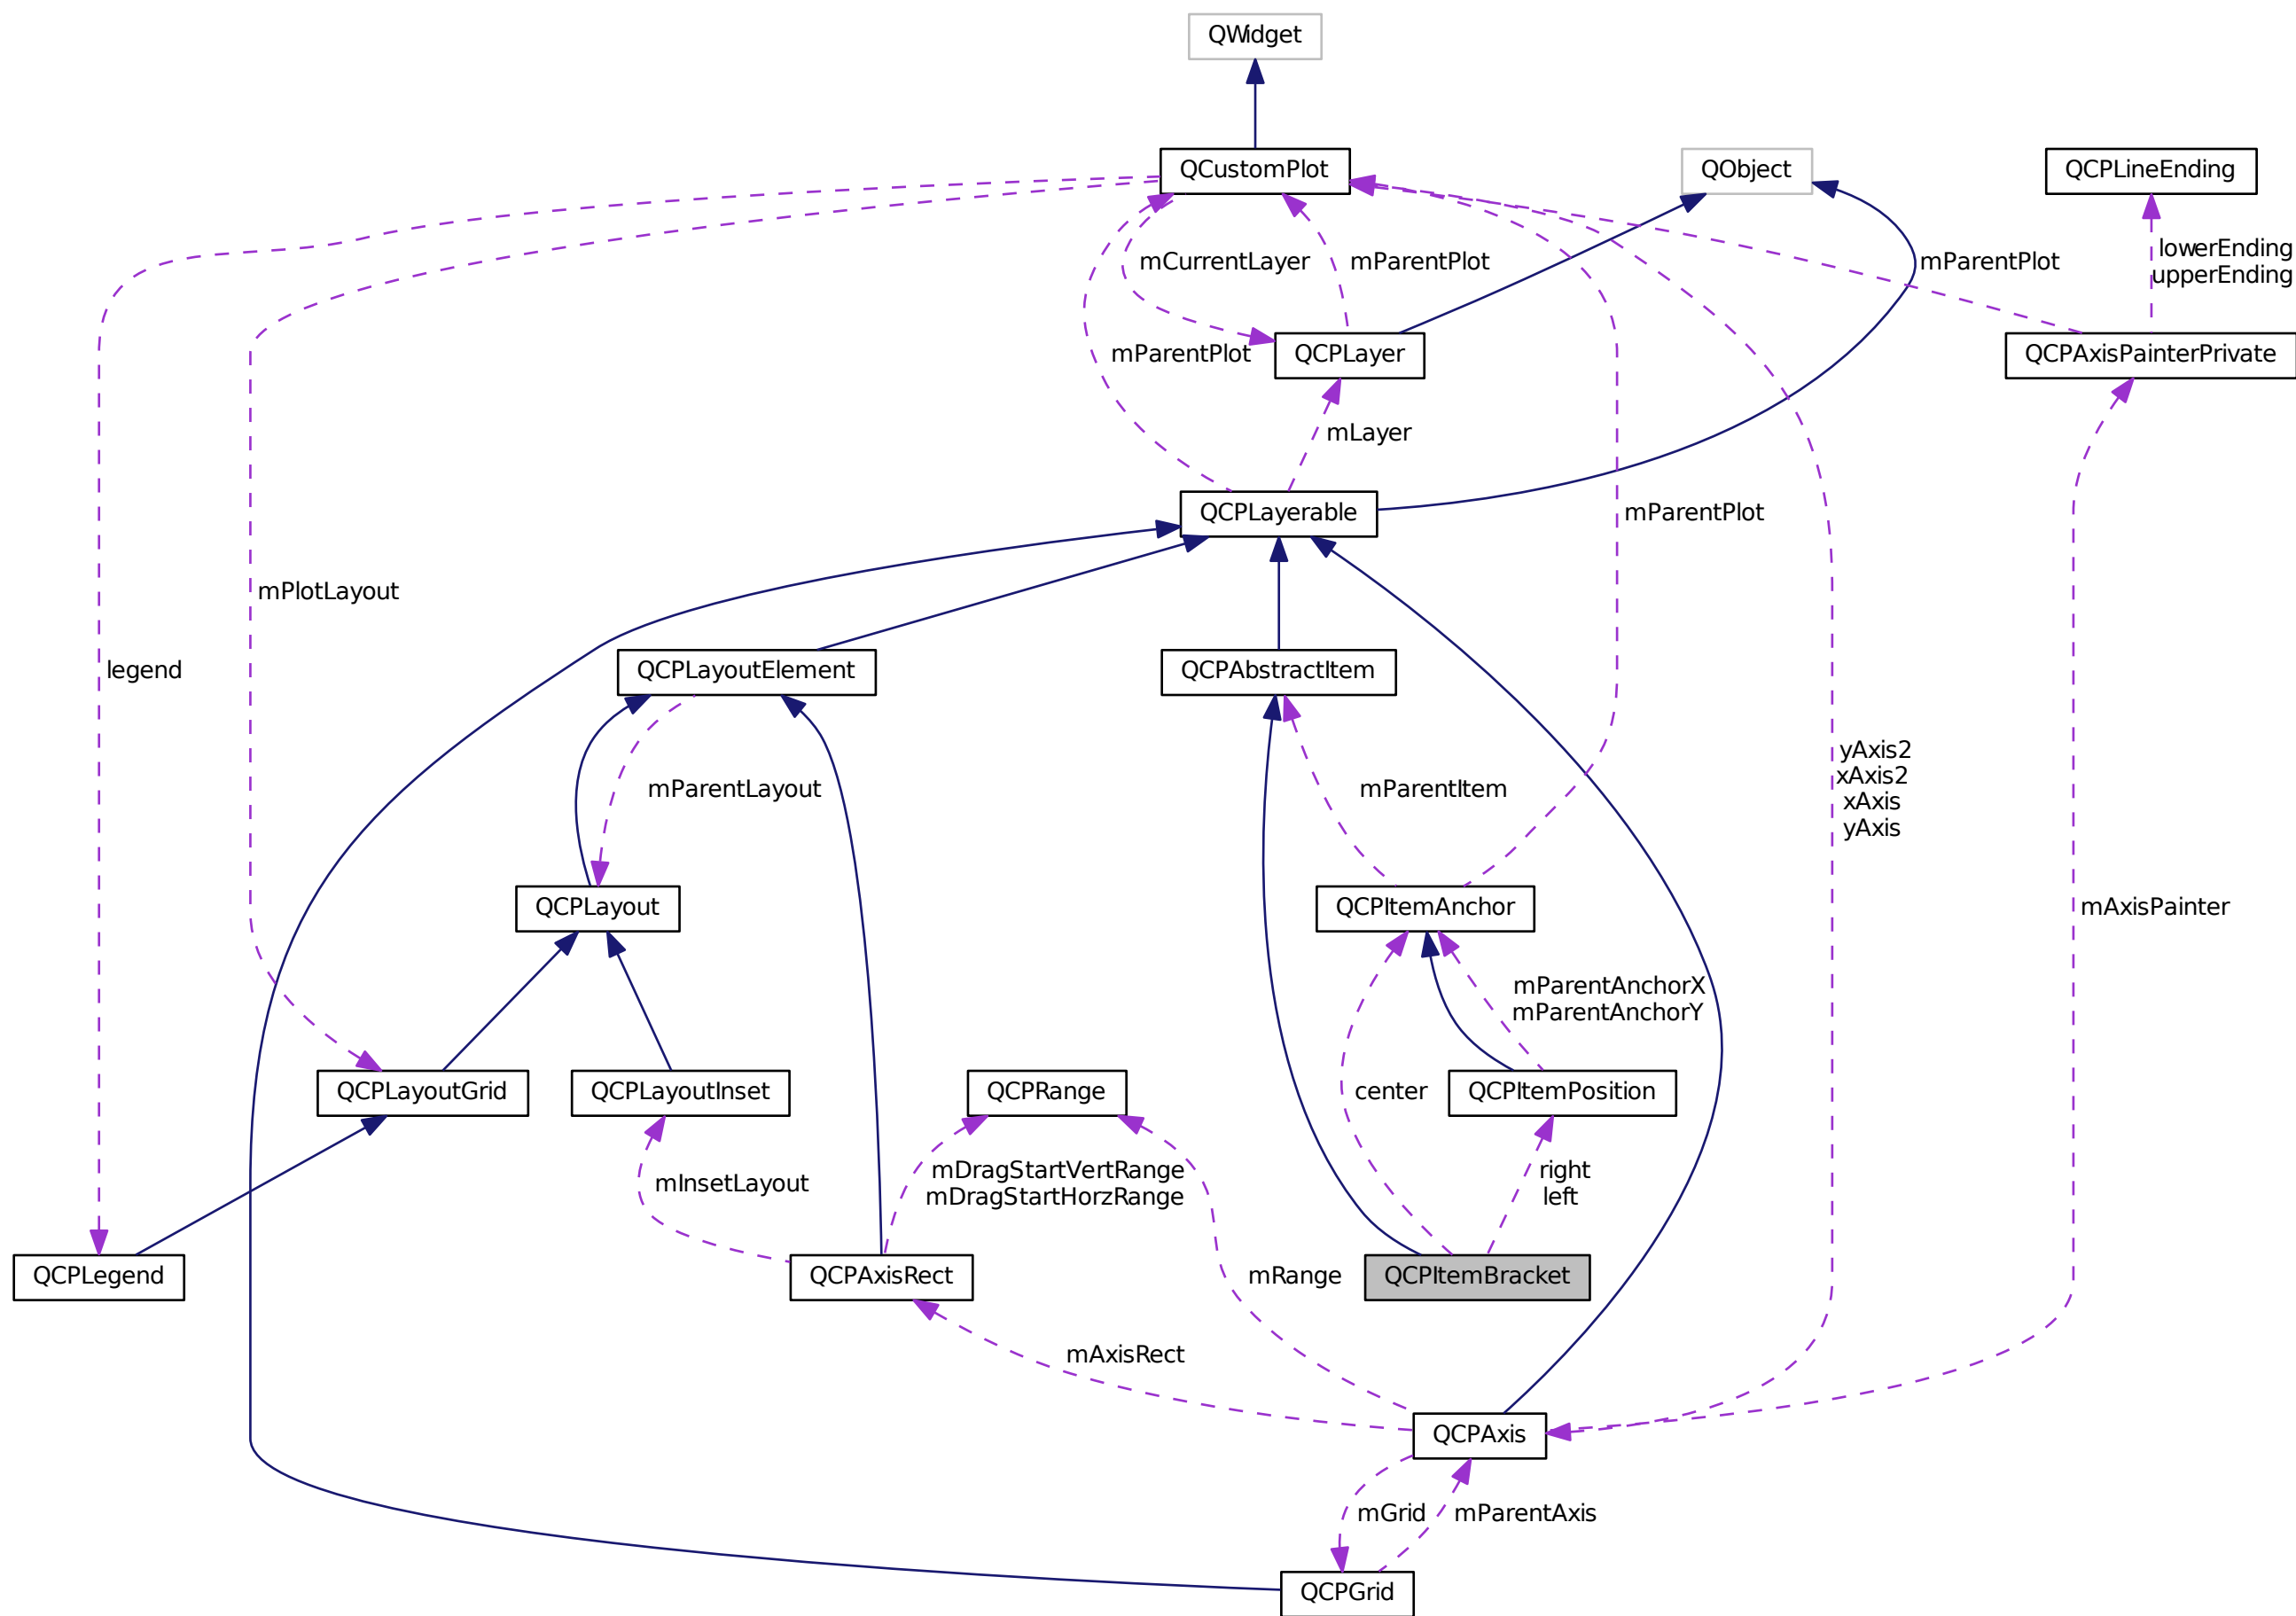 QWidget
QCustomPlot
QObject
QCPLineEnding
mCurrentLayer
mParentPlot
mParentPlot
lowerEnding
upperEnding
mParentPlot
QCPLayer
QCPAxisPainterPrivate
mLayer
QCPLayerable
mParentPlot
mPlotLayout
legend
QCPLayoutElement
QCPAbstractItem
mParentLayout
mParentItem
yAxis2
xAxis2
xAxis
yAxis
QCPLayout
QCPItemAnchor
mAxisPainter
mParentAnchorX
mParentAnchorY
QCPLayoutGrid
QCPLayoutInset
QCPRange
center
QCPItemPosition
mInsetLayout
mDragStartVertRange
mDragStartHorzRange
right
left
QCPLegend
QCPAxisRect
mRange
QCPItemBracket
mAxisRect
QCPAxis
mGrid
mParentAxis
QCPGrid